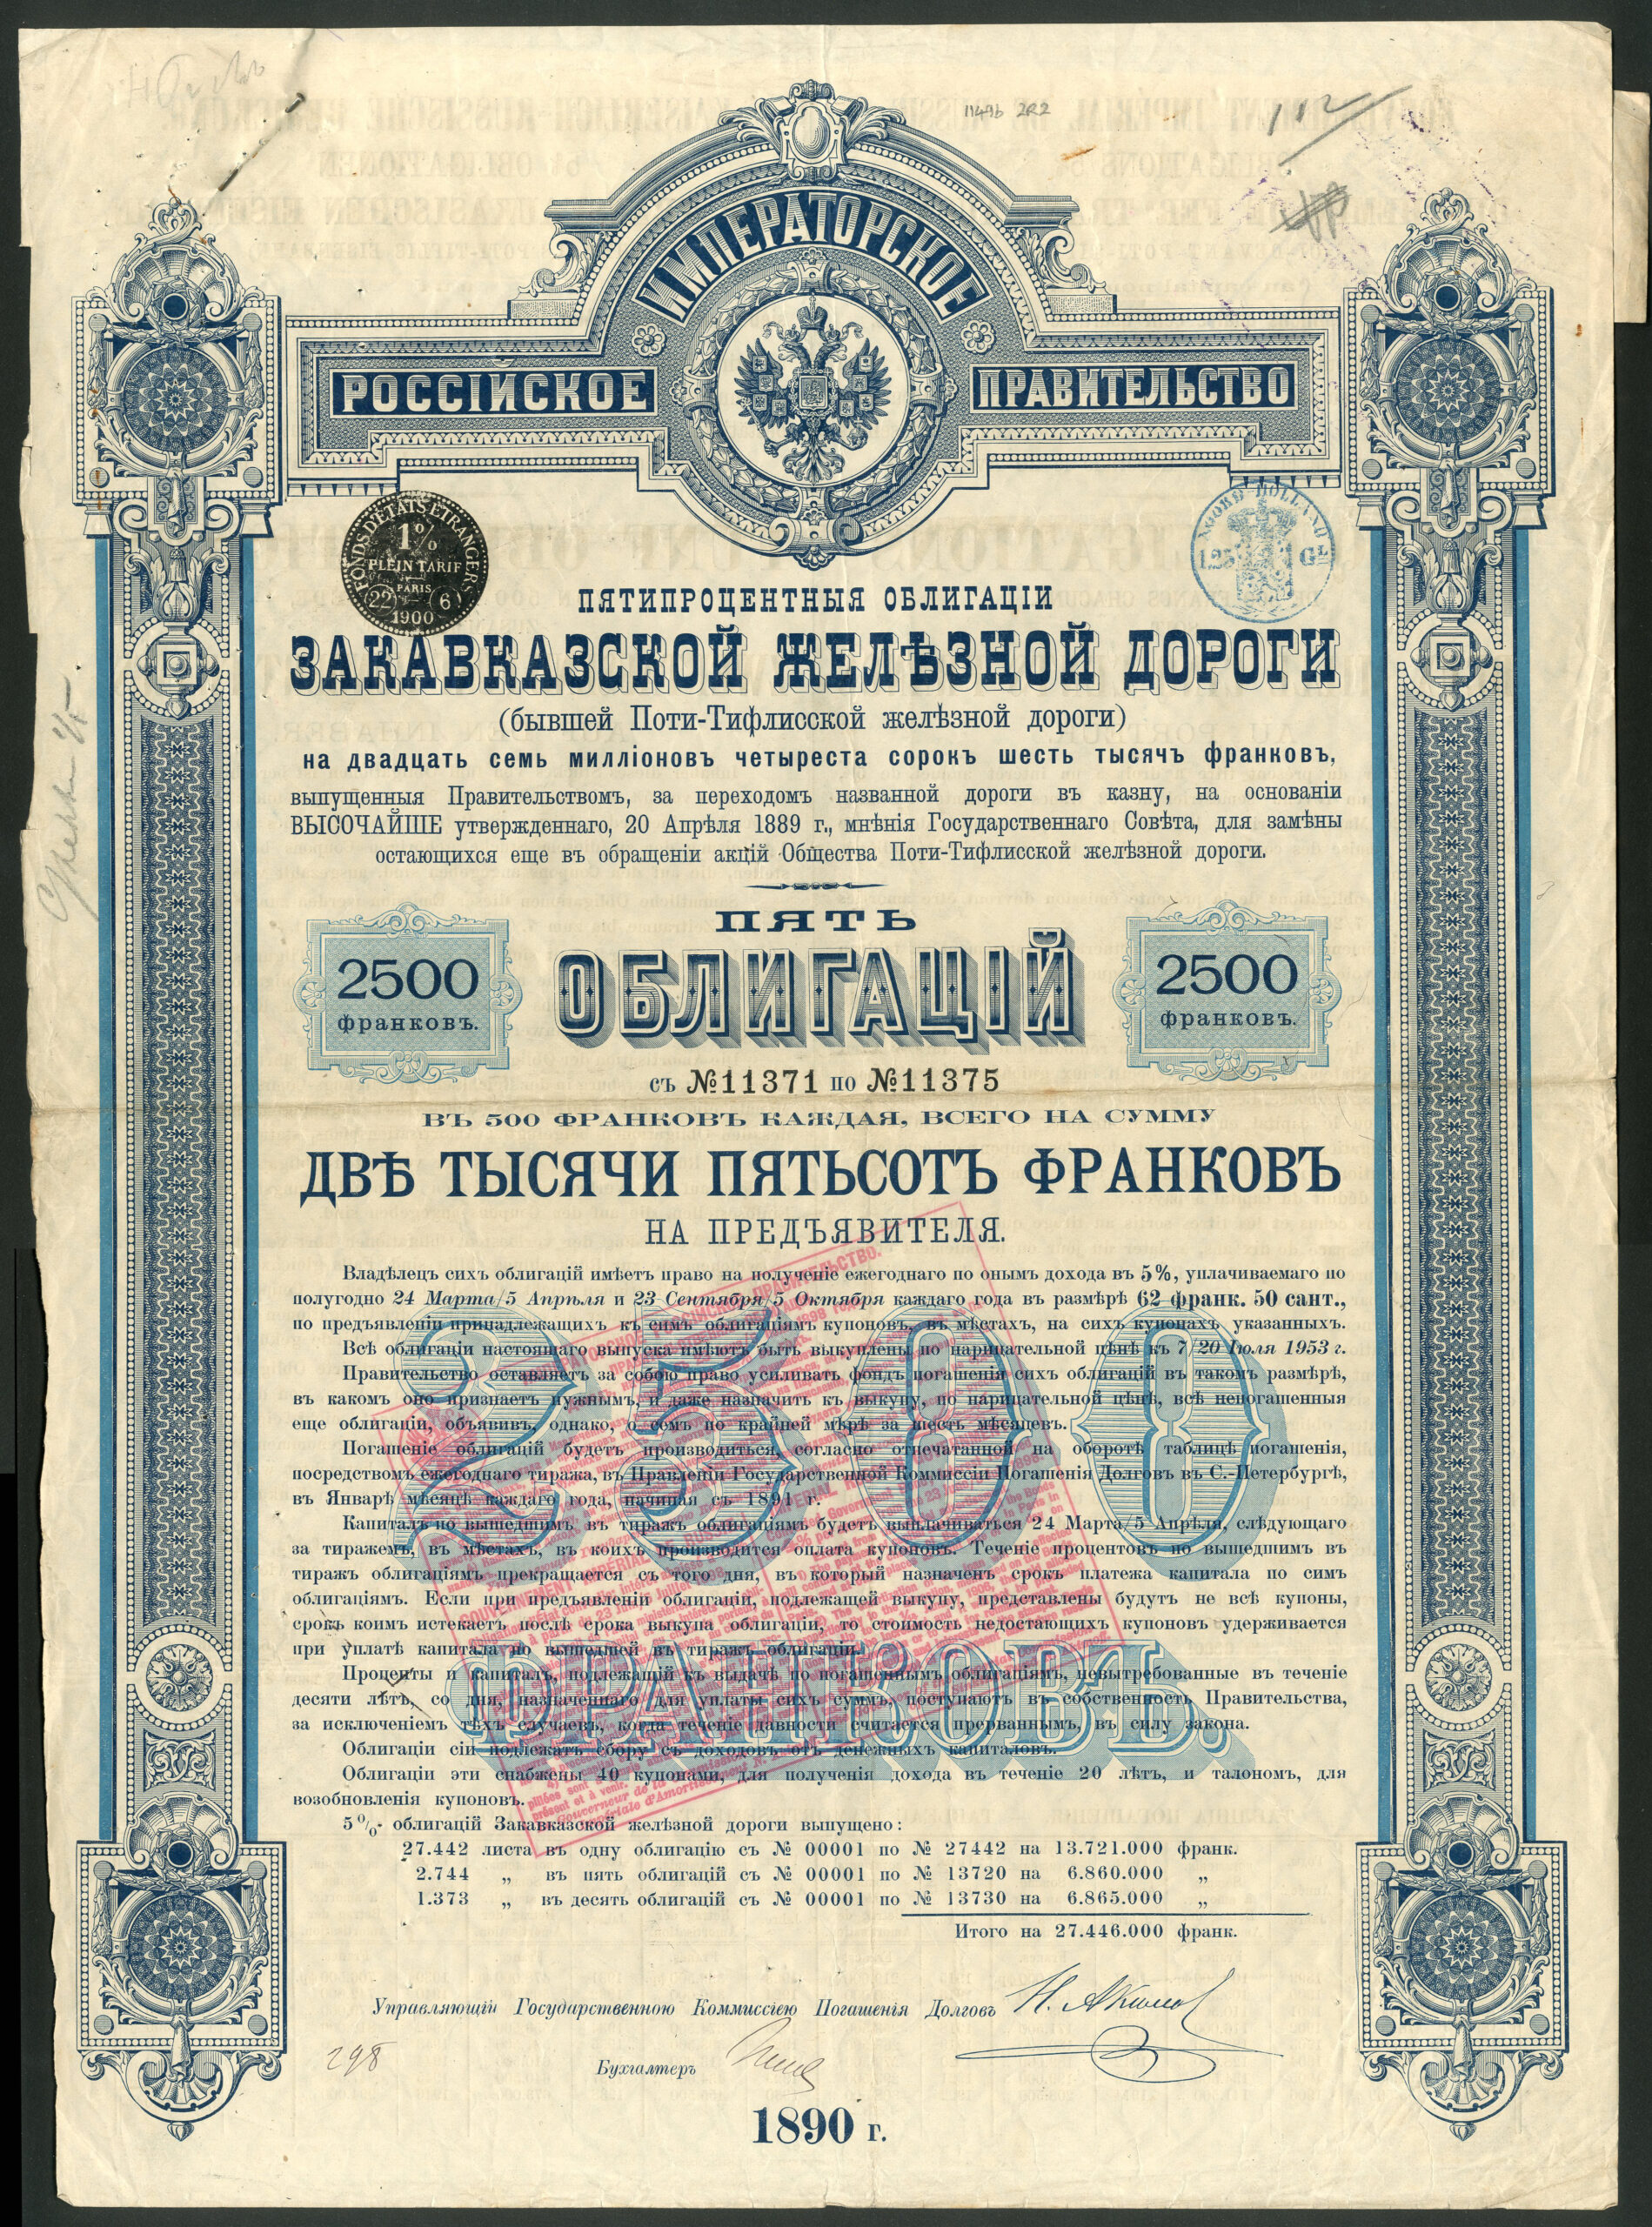 ИМПЕРАТОРСКОЕ
РОССІЙСКОЕ ПРАВИТЕЛЬСТВО
FONDS D'ETATS ETRANGERS
1%
PLEIN TARIF
PARIS
22 6
1900
NOORD-HOLLAND
1.25 GL
ПЯТИПРОЦЕНТНЫЯ ОБЛИГАЦІИ
ЗАКАВКАЗСКОЙ ЖЕЛѢЗНОЙ ДОРОГИ
(бывшей Поти-Тифлисской желѣзной дороги)
на двадцать семь милліоновъ четыреста сорокъ шесть тысячъ франковъ,
выпущенныя Правительствомъ, за переходомъ названной дороги въ казну, на основаніи
ВЫСОЧАЙШЕ утвержденнаго, 20 Апрѣля 1889 г., мнѣнія Государственнаго Совѣта, для замѣны
остающихся еще въ обращеніи акцій Общества Поти-Тифлисской желѣзной дороги.
ПЯТЬ
2500 франковъ.
ОБЛИГАЦІЙ
2500 франковъ.
съ №11371 по №11375
ВЪ 500 ФРАНКОВЪ КАЖДАЯ, ВСЕГО НА СУММУ
ДВѢ ТЫСЯЧИ ПЯТЬСОТЪ ФРАНКОВЪ
НА ПРЕДЪЯВИТЕЛЯ.
2500
ФРАНКОВЪ.
Владѣлецъ сихъ облигацій имѣетъ право на полученіе ежегоднаго по онымъ дохода въ 5%, уплачиваемаго по
полугодно 24 Марта/5 Апрѣля и 23 Сентября/5 Октября каждаго года въ размѣрѣ 62 франк. 50 сант.,
по предъявленіи принадлежащихъ къ симъ облигаціямъ купоновъ, въ мѣстахъ, на сихъ купонахъ указанныхъ.
Всѣ облигаціи настоящаго выпуска имѣютъ быть выкуплены по нарицательной цѣнѣ къ 7/20 Іюля 1953 г.
Правительство оставляетъ за собою право усиливать фондъ погашенія сихъ облигацій въ такомъ размѣрѣ,
въ какомъ оно признаетъ нужнымъ, и даже назначить къ выкупу, по нарицательной цѣнѣ, всѣ непогашенныя
еще облигаціи, объявивъ, однако, о семъ по крайней мѣрѣ за шесть мѣсяцевъ.
Погашеніе облигацій будетъ производиться, согласно отпечатанной на оборотѣ таблицѣ погашенія,
посредствомъ ежегоднаго тиража, въ Правленіи Государственной Коммиссіи Погашенія Долговъ въ С.-Петербургѣ,
въ Январѣ мѣсяцѣ каждаго года, начиная съ 1891 г.
Капиталъ по вышедшимъ въ тиражъ облигаціямъ будетъ выплачиваться 24 Марта/5 Апрѣля, слѣдующаго
за тиражемъ, въ мѣстахъ, въ коихъ производится оплата купоновъ. Теченіе процентовъ по вышедшимъ въ
тиражъ облигаціямъ прекращается съ того дня, въ который назначенъ срокъ платежа капитала по симъ
облигаціямъ. Если при предъявленіи облигаціи, подлежащей выкупу, представлены будутъ не всѣ купоны,
срокъ коимъ истекаетъ послѣ срока выкупа облигаціи, то стоимость недостающихъ купоновъ удерживается
при уплатѣ капитала по вышедшей въ тиражъ облигаціи.
Проценты и капиталъ, подлежащій къ выдачѣ по погашеннымъ облигаціямъ, невытребованные въ теченіе
десяти лѣтъ, со дня, назначеннаго для уплаты сихъ суммъ, поступаютъ въ собственность Правительства,
за исключеніемъ тѣхъ случаевъ, когда теченіе давности считается прерваннымъ, въ силу закона.
Облигаціи сіи подлежатъ сбору съ доходовъ отъ денежныхъ капиталовъ.
Облигаціи эти снабжены 40 купонами, для полученія дохода въ теченіе 20 лѣтъ, и талономъ, для
возобновленія купоновъ.
5% облигацій Закавказской желѣзной дороги выпущено:
27.442 листа въ одну облигацію съ № 00001 по № 27442 на 13.721.000 франк.
2.744 „ въ пять облигацій съ № 00001 по № 13720 на 6.860.000 „
1.373 „ въ десять облигацій съ № 00001 по № 13730 на 6.865.000 „
Итого на 27.446.000 франк.
Управляющій Государственною Коммиссіею Погашенія Долговъ
298
Бухгалтеръ
1890 г.